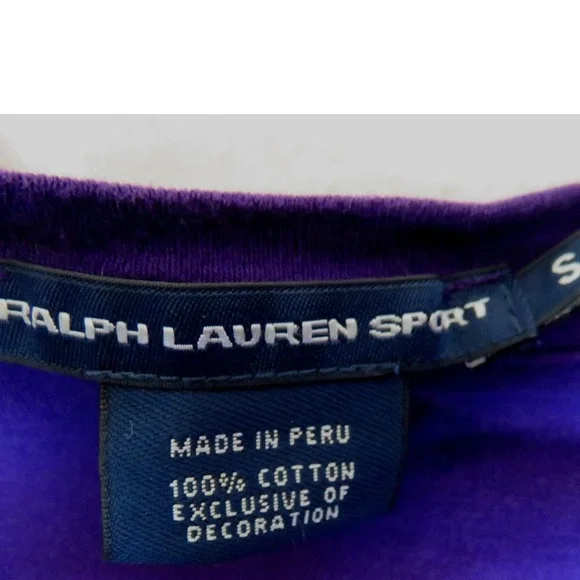 RALPH LAUREN SPORT
S
MADE IN PERU
100% COTTON
EXCLUSIVE OF
DECORATION